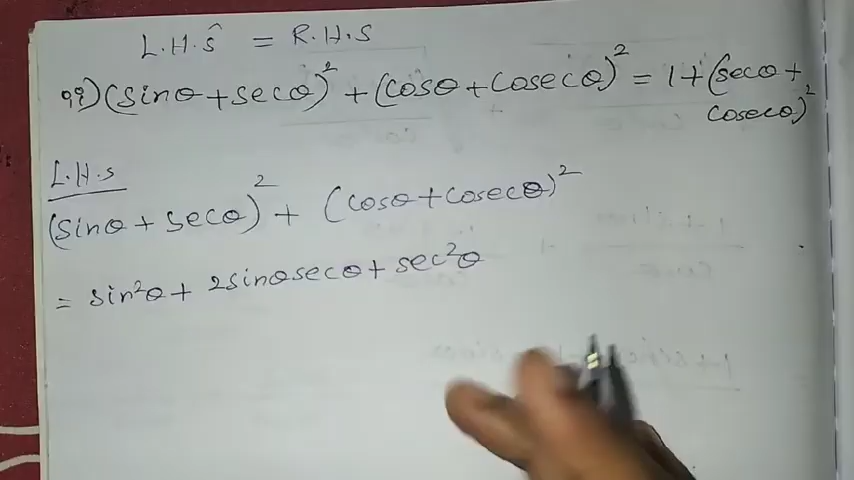 L.H.S = R.H.S
99) (sinθ + secθ)² + (cosθ + cosecθ)² = 1 + (secθ +
cosecθ)²
L.H.S
(sinθ + secθ)² + (cosθ + cosecθ)²
= sin²θ + 2sinθsecθ + sec²θ